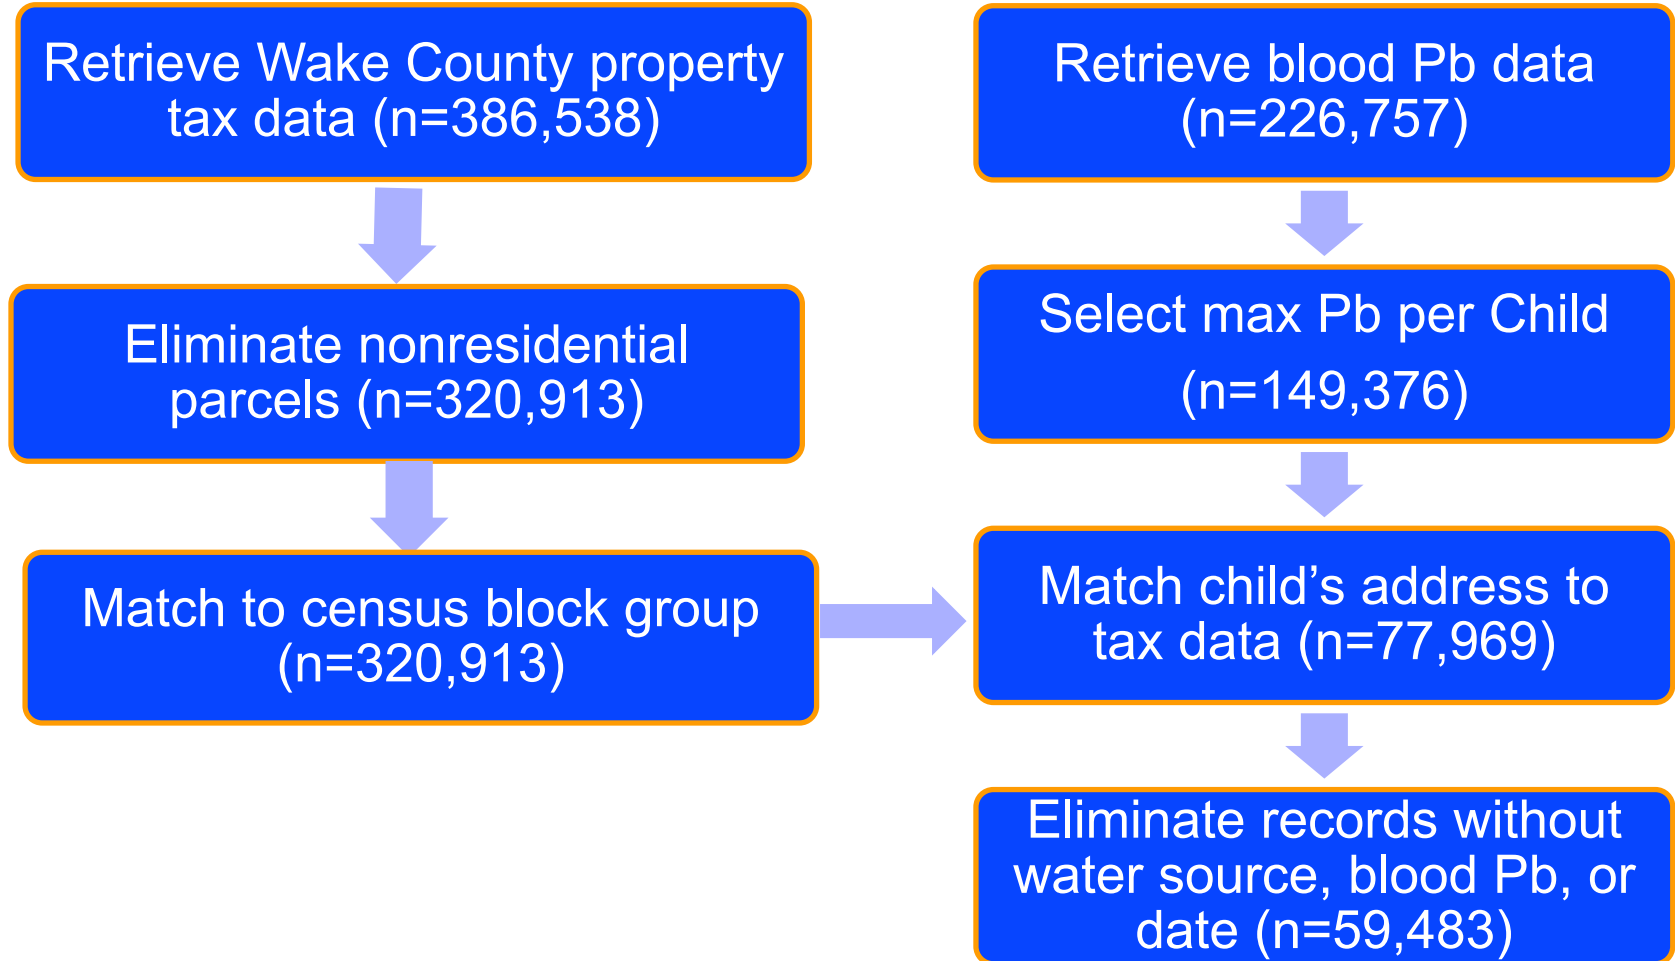 Retrieve Wake County property
tax data (n=386,538)
Eliminate nonresidential
parcels (n=320,913)
Match to census block group
(n=320,913)
Retrieve blood Pb data
(n=226,757)
Select max Pb per Child
(n=149,376)
Match child’s address to
tax data (n=77,969)
Eliminate records without
water source, blood Pb, or
date (n=59,483)